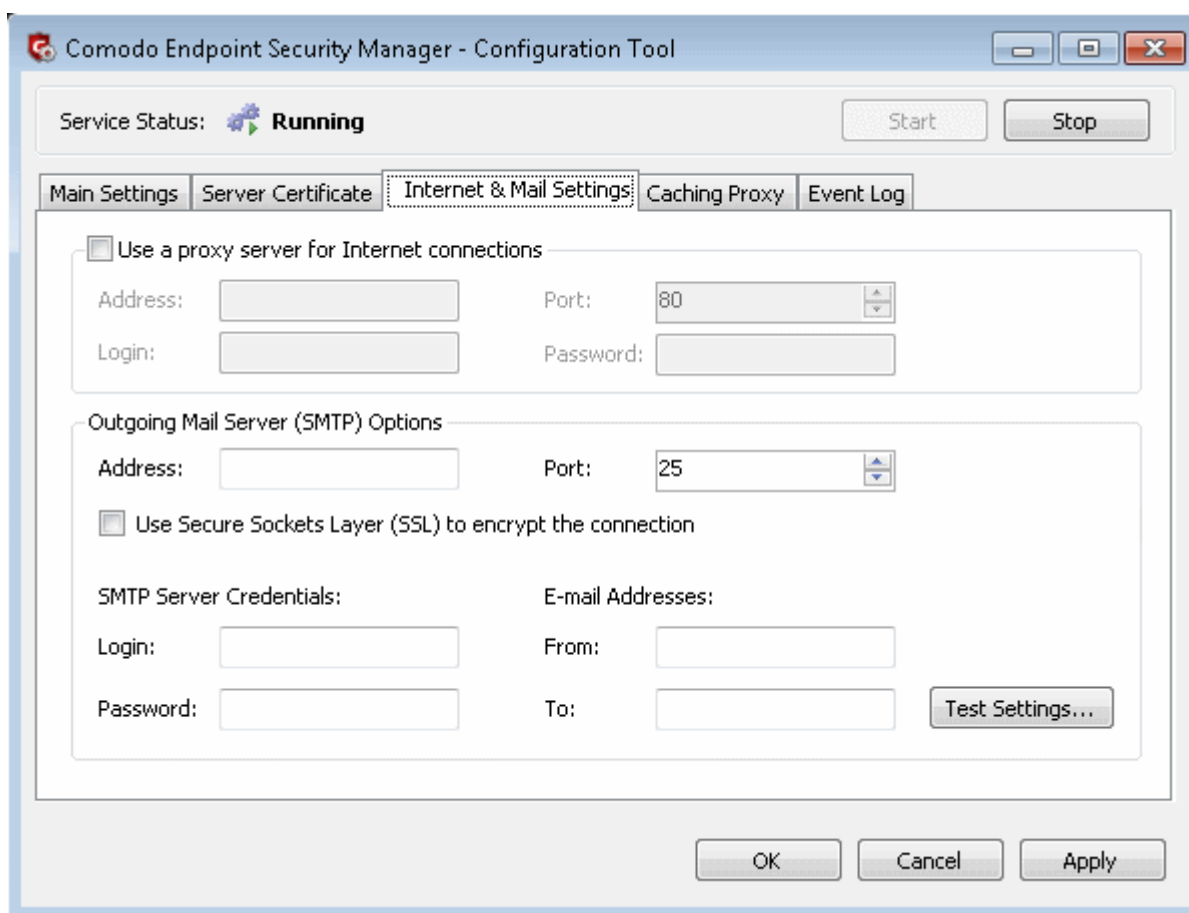 Comodo Endpoint Security Manager - Configuration Tool
Service Status: Running Start Stop
Main Settings Server Certificate Internet & Mail Settings Caching Proxy Event Log
Use a proxy server for Internet connections
Address: Port: 80
Login: Password:
Outgoing Mail Server (SMTP) Options
Address: Port: 25
Use Secure Sockets Layer (SSL) to encrypt the connection
SMTP Server Credentials: E-mail Addresses:
Login: From:
Password: To: Test Settings...
OK Cancel Apply